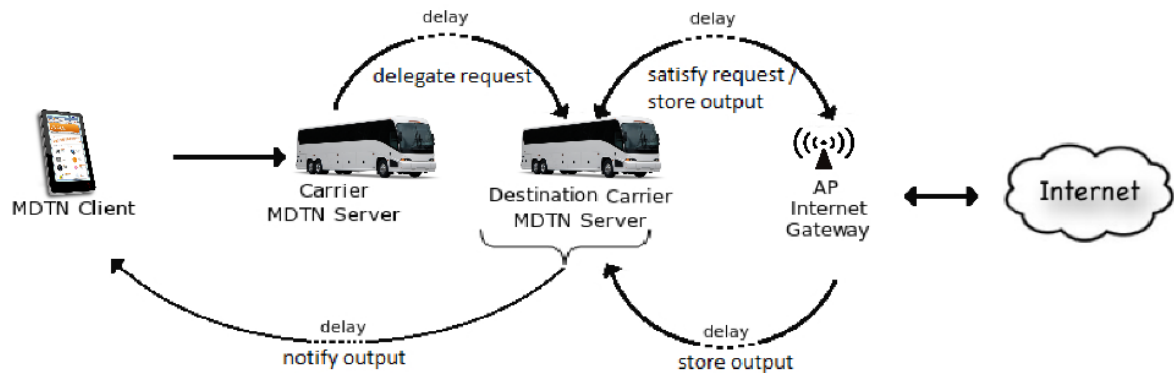 delay
delegate request
delay
satisfy request /
store output
MDTN Client
Carrier
MDTN Server
Destination Carrier
MDTN Server
AP
Internet
Gateway
Internet
delay
notify output
delay
store output